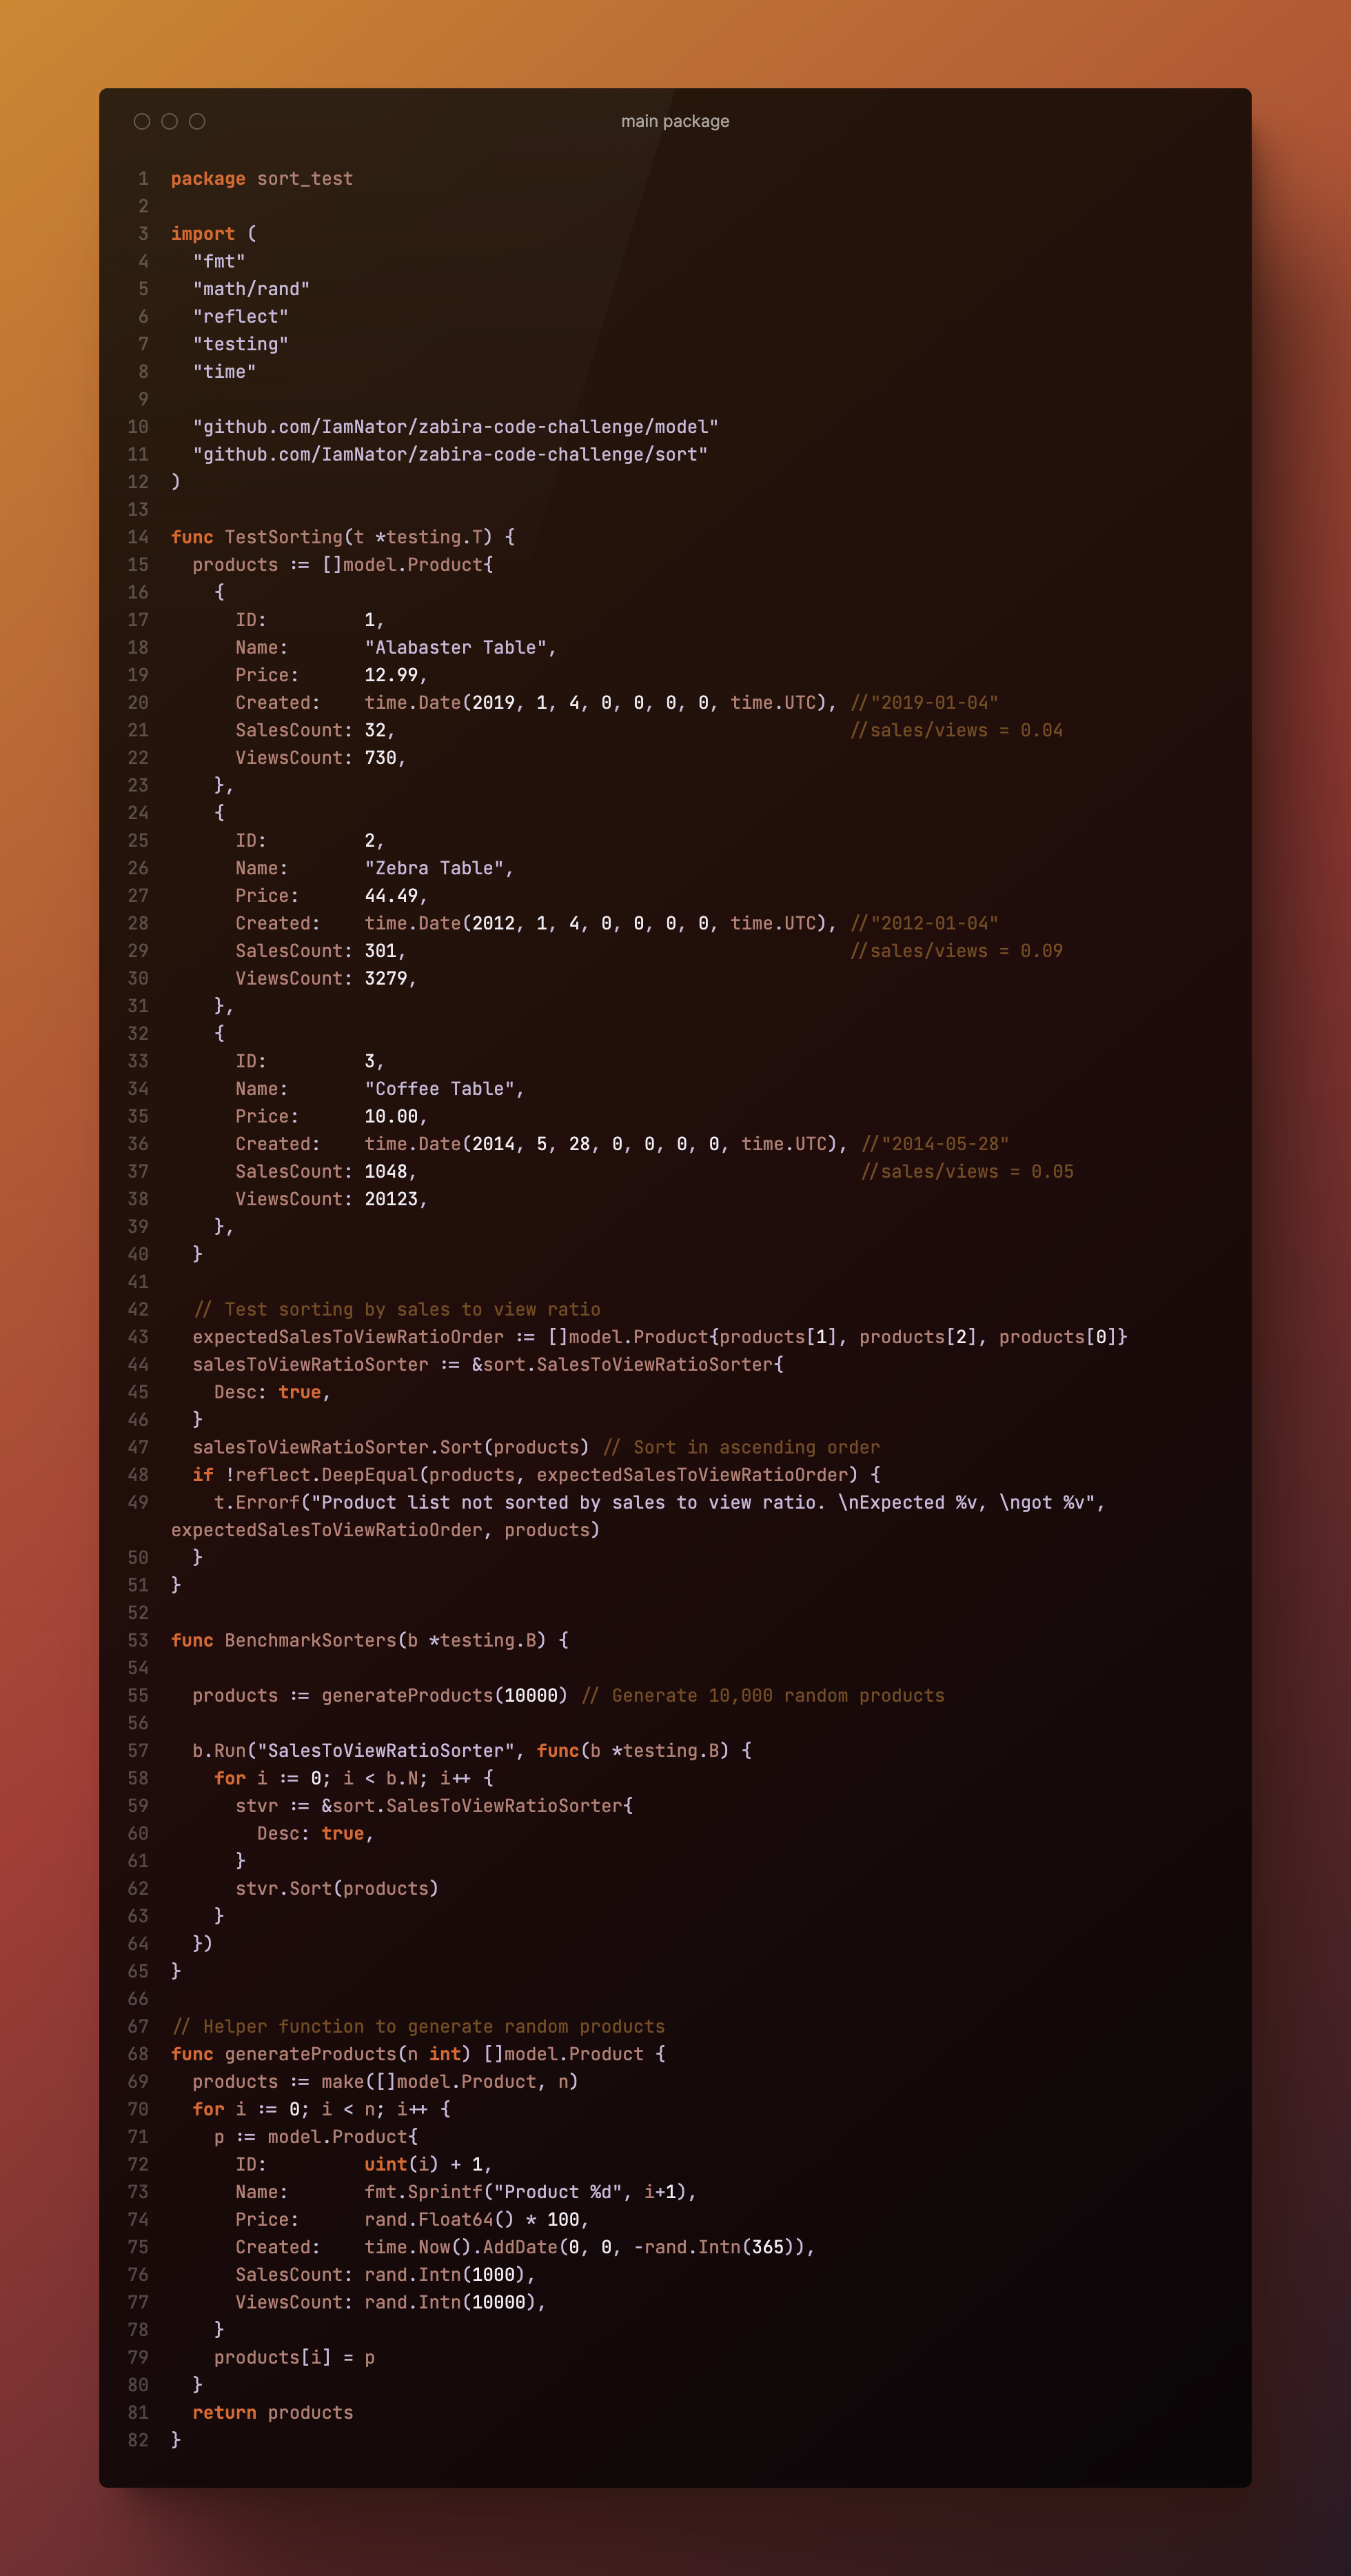 main package
1 package sort_test
2
3 import (
4   "fmt"
5   "math/rand"
6   "reflect"
7   "testing"
8   "time"
9
10   "github.com/IamNator/zabira-code-challenge/model"
11   "github.com/IamNator/zabira-code-challenge/sort"
12 )
13
14 func TestSorting(t *testing.T) {
15   products := []model.Product{
16     {
17       ID:         1,
18       Name:       "Alabaster Table",
19       Price:      12.99,
20       Created:    time.Date(2019, 1, 4, 0, 0, 0, 0, time.UTC), //"2019-01-04"
21       SalesCount: 32,                                          //sales/views = 0.04
22       ViewsCount: 730,
23     },
24     {
25       ID:         2,
26       Name:       "Zebra Table",
27       Price:      44.49,
28       Created:    time.Date(2012, 1, 4, 0, 0, 0, 0, time.UTC), //"2012-01-04"
29       SalesCount: 301,                                         //sales/views = 0.09
30       ViewsCount: 3279,
31     },
32     {
33       ID:         3,
34       Name:       "Coffee Table",
35       Price:      10.00,
36       Created:    time.Date(2014, 5, 28, 0, 0, 0, 0, time.UTC), //"2014-05-28"
37       SalesCount: 1048,                                         //sales/views = 0.05
38       ViewsCount: 20123,
39     },
40   }
41
42   // Test sorting by sales to view ratio
43   expectedSalesToViewRatioOrder := []model.Product{products[1], products[2], products[0]}
44   salesToViewRatioSorter := &sort.SalesToViewRatioSorter{
45     Desc: true,
46   }
47   salesToViewRatioSorter.Sort(products) // Sort in ascending order
48   if !reflect.DeepEqual(products, expectedSalesToViewRatioOrder) {
49     t.Errorf("Product list not sorted by sales to view ratio. \nExpected %v, \ngot %v",
expectedSalesToViewRatioOrder, products)
50   }
51 }
52
53 func BenchmarkSorters(b *testing.B) {
54
55   products := generateProducts(10000) // Generate 10,000 random products
56
57   b.Run("SalesToViewRatioSorter", func(b *testing.B) {
58     for i := 0; i < b.N; i++ {
59       stvr := &sort.SalesToViewRatioSorter{
60         Desc: true,
61       }
62       stvr.Sort(products)
63     }
64   })
65 }
66
67 // Helper function to generate random products
68 func generateProducts(n int) []model.Product {
69   products := make([]model.Product, n)
70   for i := 0; i < n; i++ {
71     p := model.Product{
72       ID:         uint(i) + 1,
73       Name:       fmt.Sprintf("Product %d", i+1),
74       Price:      rand.Float64() * 100,
75       Created:    time.Now().AddDate(0, 0, -rand.Intn(365)),
76       SalesCount: rand.Intn(1000),
77       ViewsCount: rand.Intn(10000),
78     }
79     products[i] = p
80   }
81   return products
82 }